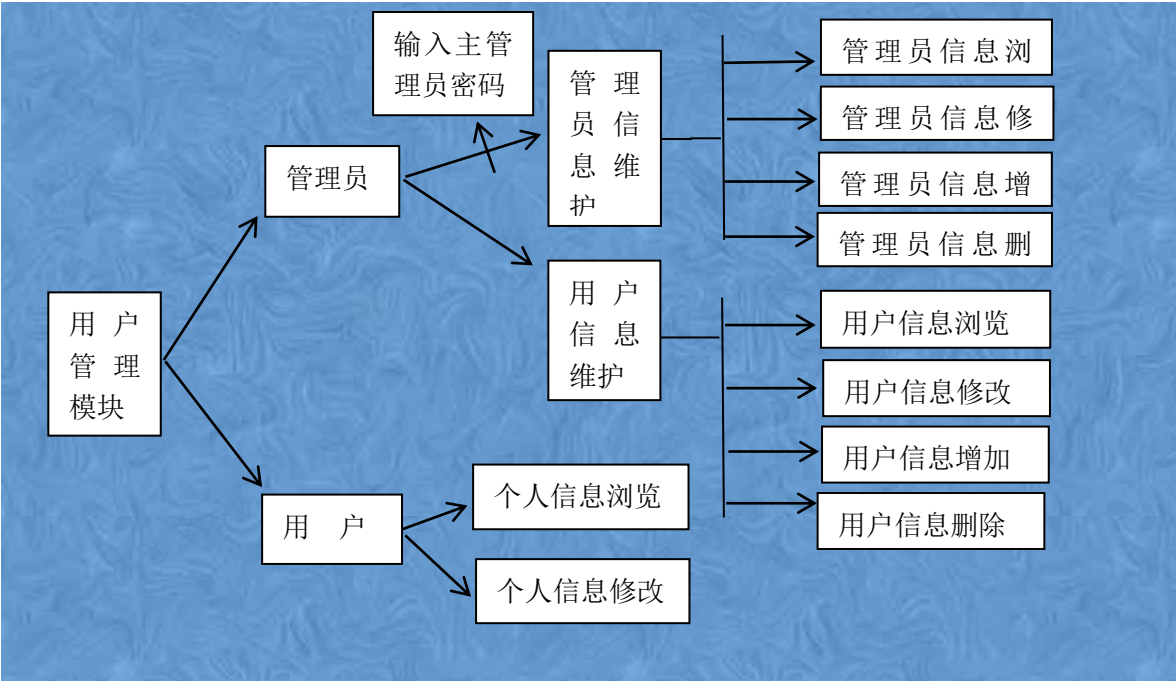 输入主管
理员密码
管理
员信
息维
护
管理员信息浏
管理员信息修
管理员信息增
管理员信息删
管理员
用户
信息
维护
用户信息浏览
用户信息修改
用户信息增加
用户信息删除
用户
管理
模块
用 户
个人信息浏览
个人信息修改